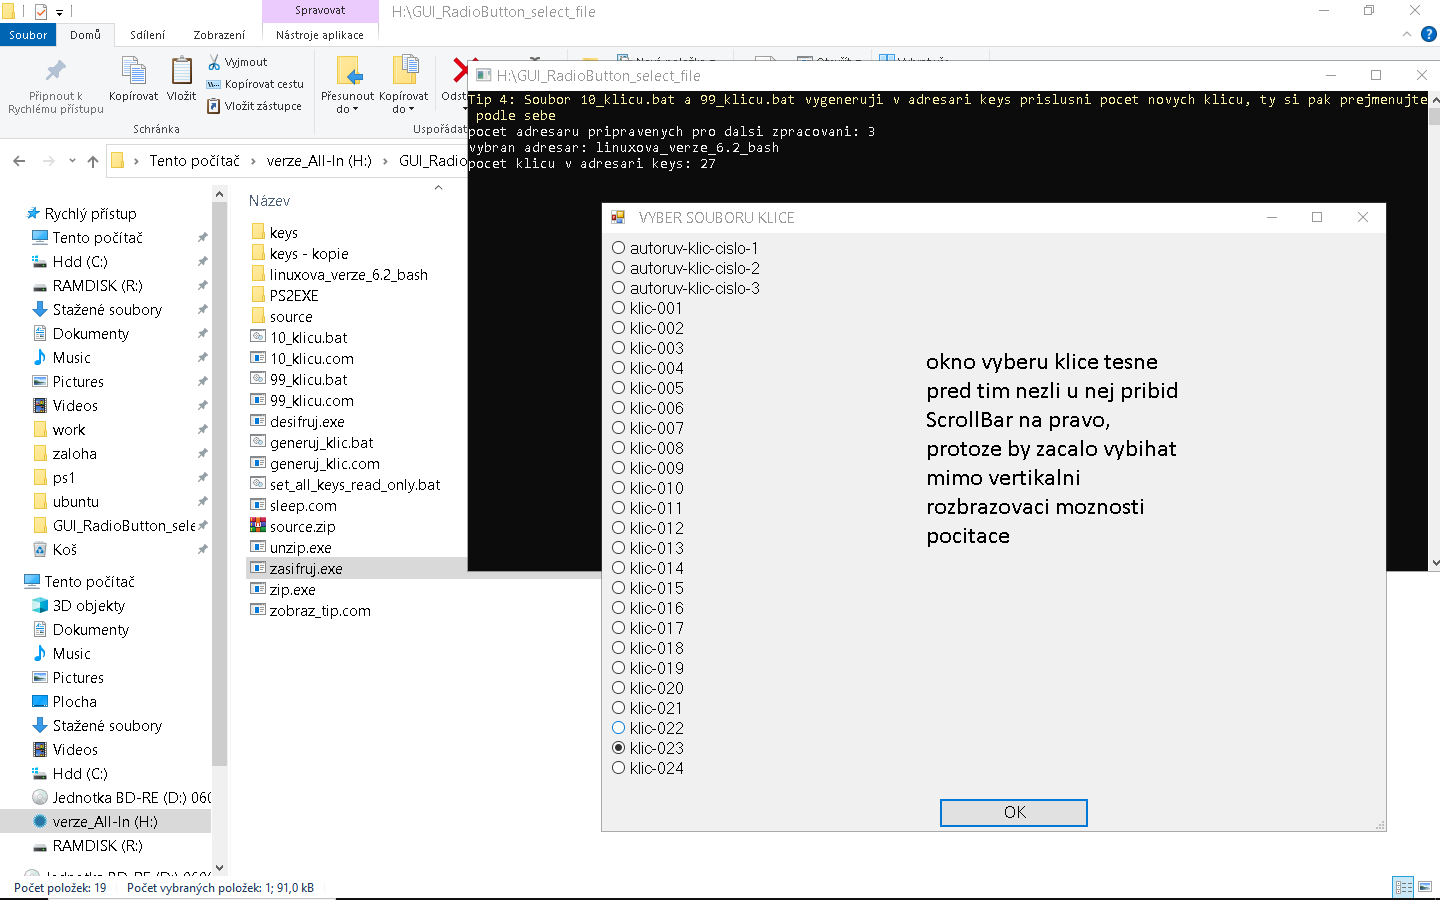 Spravovat
H:\GUI_RadioButton_select_file
Soubor
Domů
Sdílení
Zobrazení
Nástroje aplikace
Připnout k
Rychlému přístupu
Kopírovat
Vložit
Vyjmout
Kopírovat cestu
Vložit zástupce
Schránka
Přesunout
do
Kopírovat
do
Uspořádat
Tento počítač
verze_All-In (H:)
GUI_Radio
Rychlý přístup
Tento počítač
Hdd (C:)
RAMDISK (R:)
Stažené soubory
Dokumenty
Music
Pictures
Videos
work
zaloha
ps1
ubuntu
GUI_RadioButton_sele
Koš
Tento počítač
3D objekty
Dokumenty
Music
Pictures
Plocha
Stažené soubory
Videos
Hdd (C:)
Jednotka BD-RE (D:) 060
verze_All-In (H:)
RAMDISK (R:)
Název
keys
keys - kopie
linuxova_verze_6.2_bash
PS2EXE
source
10_klicu.bat
10_klicu.com
99_klicu.bat
99_klicu.com
desifruj.exe
generuj_klic.bat
generuj_klic.com
set_all_keys_read_only.bat
sleep.com
source.zip
unzip.exe
zasifruj.exe
zip.exe
zobraz_tip.com
H:\GUI_RadioButton_select_file
Tip 4: Soubor 10_klicu.bat a 99_klicu.bat vygeneruji v adresari keys prislusni pocet novych klicu, ty si pak prejmenujte
podle sebe
pocet adresaru pripravenych pro dalsi zpracovani: 3
vybran adresar: linuxova_verze_6.2_bash
pocet klicu v adresari keys: 27
VYBER SOUBORU KLICE
autoruv-klic-cislo-1
autoruv-klic-cislo-2
autoruv-klic-cislo-3
klic-001
klic-002
klic-003
klic-004
klic-005
klic-006
klic-007
klic-008
klic-009
klic-010
klic-011
klic-012
klic-013
klic-014
klic-015
klic-016
klic-017
klic-018
klic-019
klic-020
klic-021
klic-022
klic-023
klic-024
okno vyberu klice tesne
pred tim nezli u nej pribid
ScrollBar na pravo,
protoze by zacalo vybihat
mimo vertikalni
rozbrazovaci moznosti
pocitace
OK
Počet položek: 19
Počet vybraných položek: 1; 91,0 kB